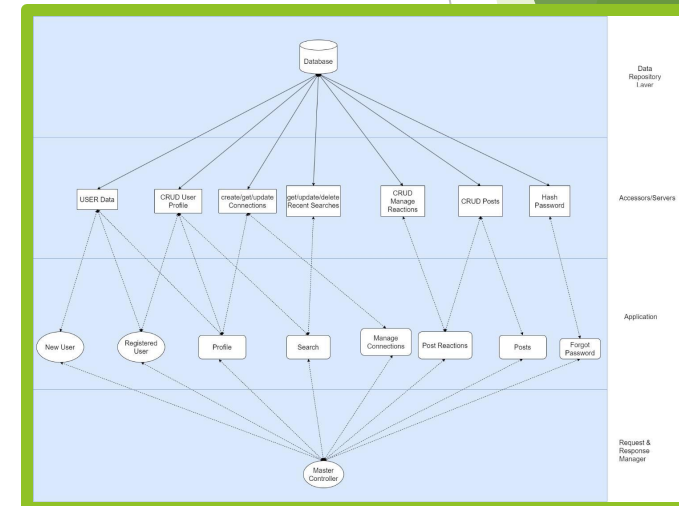 Database
Data
Repository
Laver
USER Data
CRUD User
Profile
create/get/update
Connections
get/update/delete
Recent Searches
CRUD
Manage
Reactions
CRUD Posts
Hash
Password
Accessors/Servers
Application
New User
Registered
User
Profile
Search
Manage
Connections
Post Reactions
Posts
Forgot
Password
Request &
Response
Manager
Master
Controller